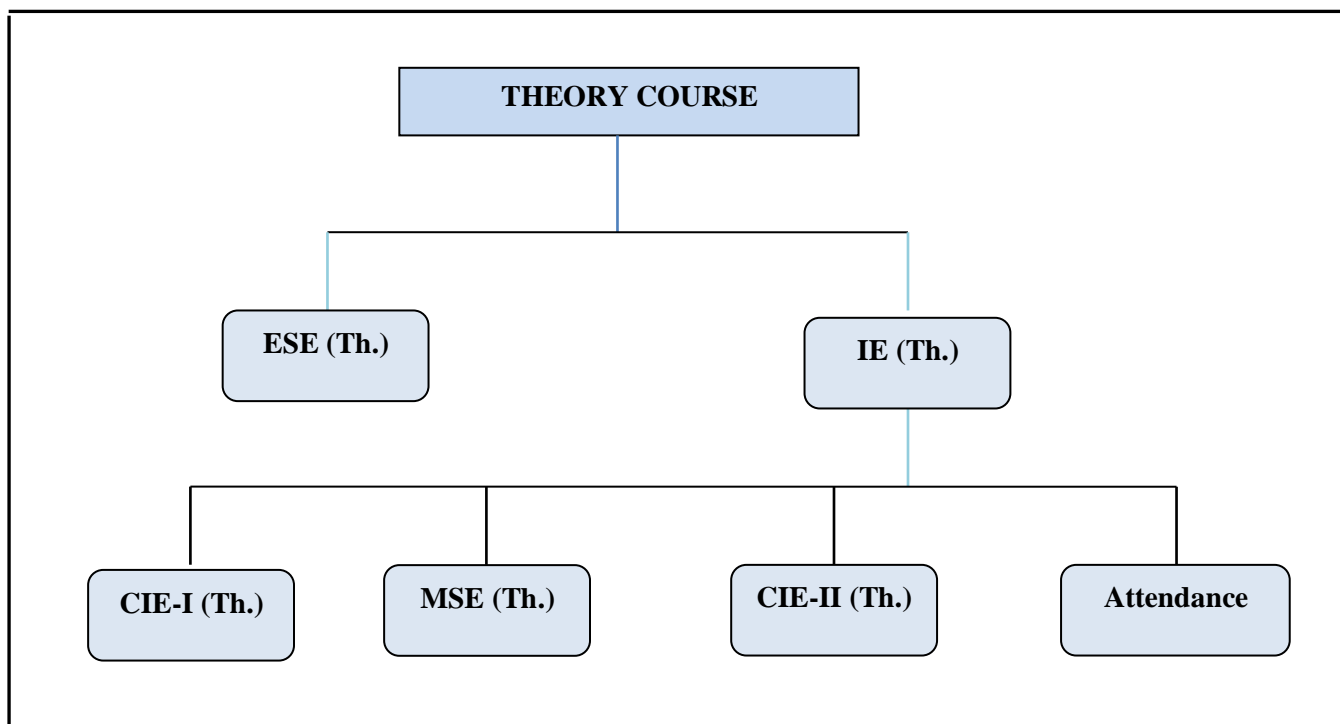 THEORY COURSE
ESE (Th.)
IE (Th.)
CIE-I (Th.)
MSE (Th.)
CIE-II (Th.)
Attendance